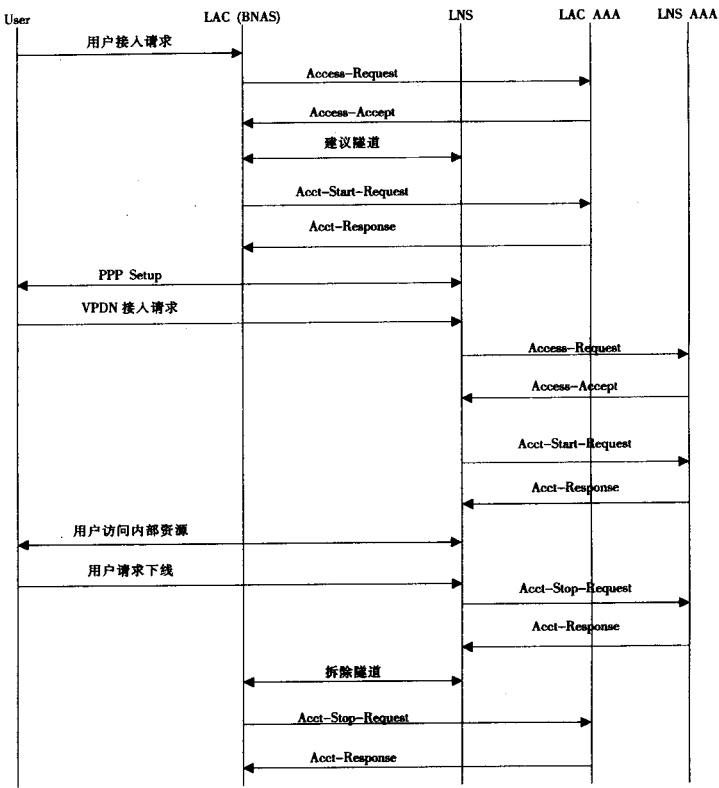 User LAC (BNAS) LNS LAC AAA LNS AAA
用户接入请求
Access-Request
Access-Accept
建议隧道
Acct-Start-Request
Acct-Response
PPP Setup
VPDN 接入请求
Access-Request
Access-Accept
Acct-Start-Request
Acct-Response
用户访问内部资源
用户请求下线
Acct-Stop-Request
Acct-Response
拆除隧道
Acct-Stop-Request
Acct-Response